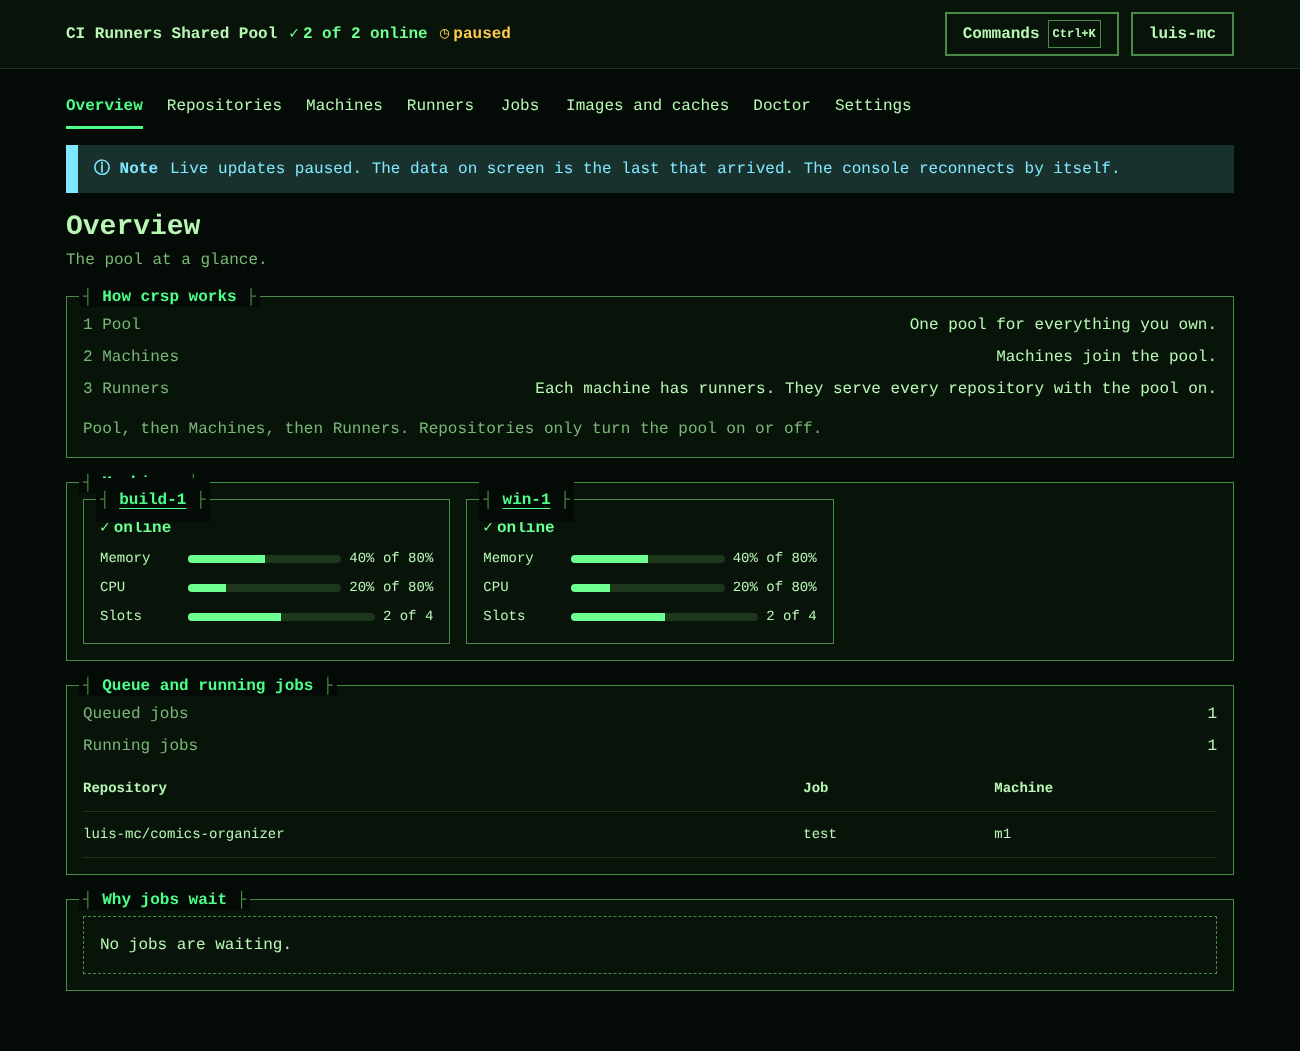 CI Runners Shared Pool ✓ 2 of 2 online ◷ paused
Commands Ctrl+K
luis-mc
Overview Repositories Machines Runners Jobs Images and caches Doctor Settings
ⓘ Note Live updates paused. The data on screen is the last that arrived. The console reconnects by itself.
Overview
The pool at a glance.
┤ How crsp works ├
1 Pool One pool for everything you own.
2 Machines Machines join the pool.
3 Runners Each machine has runners. They serve every repository with the pool on.
Pool, then Machines, then Runners. Repositories only turn the pool on or off.
┤ build-1 ├
✓ online
Memory 40% of 80%
CPU 20% of 80%
Slots 2 of 4
┤ win-1 ├
✓ online
Memory 40% of 80%
CPU 20% of 80%
Slots 2 of 4
┤ Queue and running jobs ├
Queued jobs 1
Running jobs 1
Repository Job Machine
luis-mc/comics-organizer test m1
┤ Why jobs wait ├
No jobs are waiting.